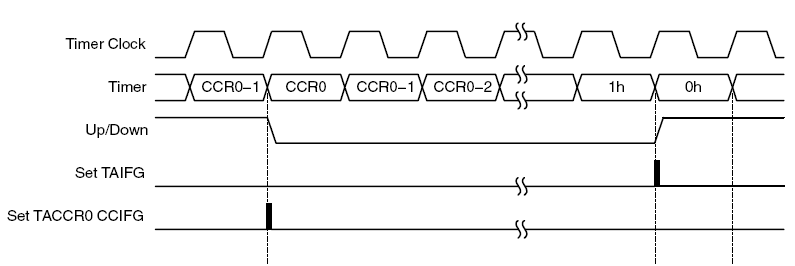 Timer Clock
Timer CCR0–1 CCR0 CCR0–1 CCR0–2 1h 0h
Up/Down
Set TAIFG
Set TACCR0 CCIFG